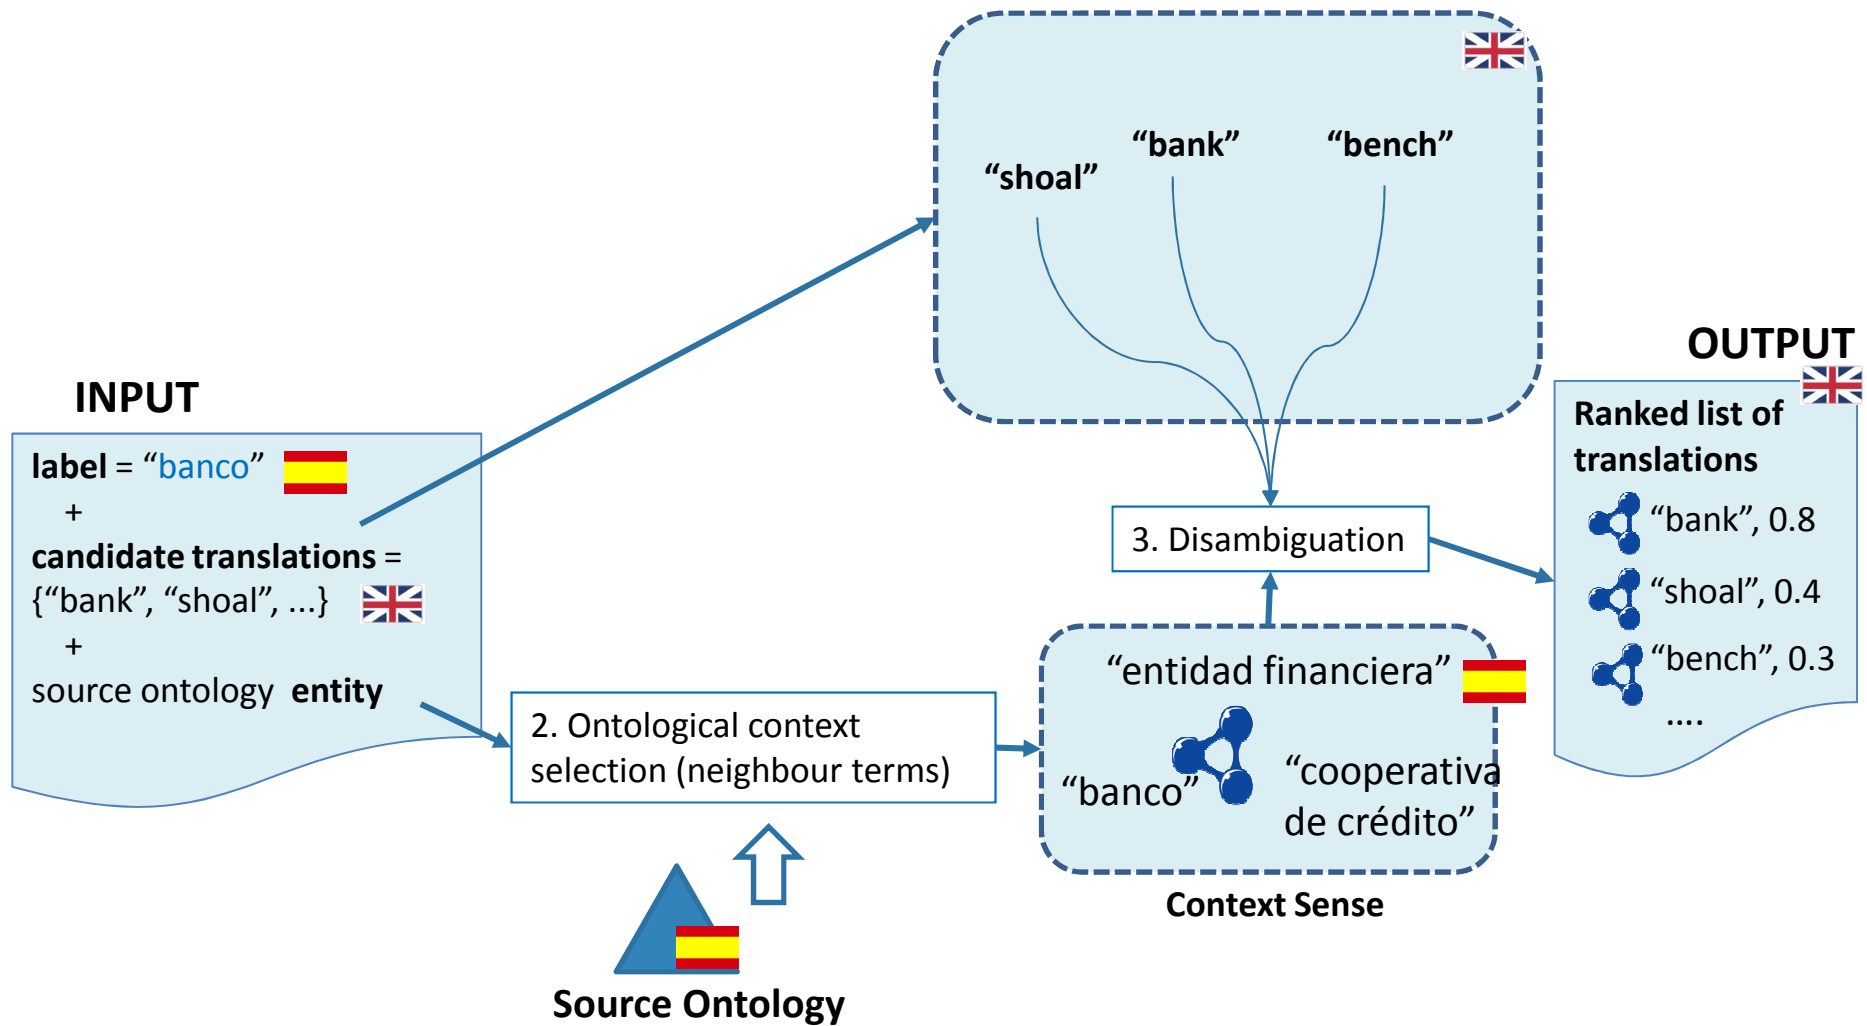 “bank”
“bench”
“shoal”
INPUT
label = “banco”
+
candidate translations =
{“bank”, “shoal”, ...}
+
source ontology entity
2. Ontological context
selection (neighbour terms)
Source Ontology
“entidad financiera”
“banco”
“cooperativa
de crédito”
Context Sense
3. Disambiguation
OUTPUT
Ranked list of
translations
“bank”, 0.8
“shoal”, 0.4
“bench”, 0.3
....